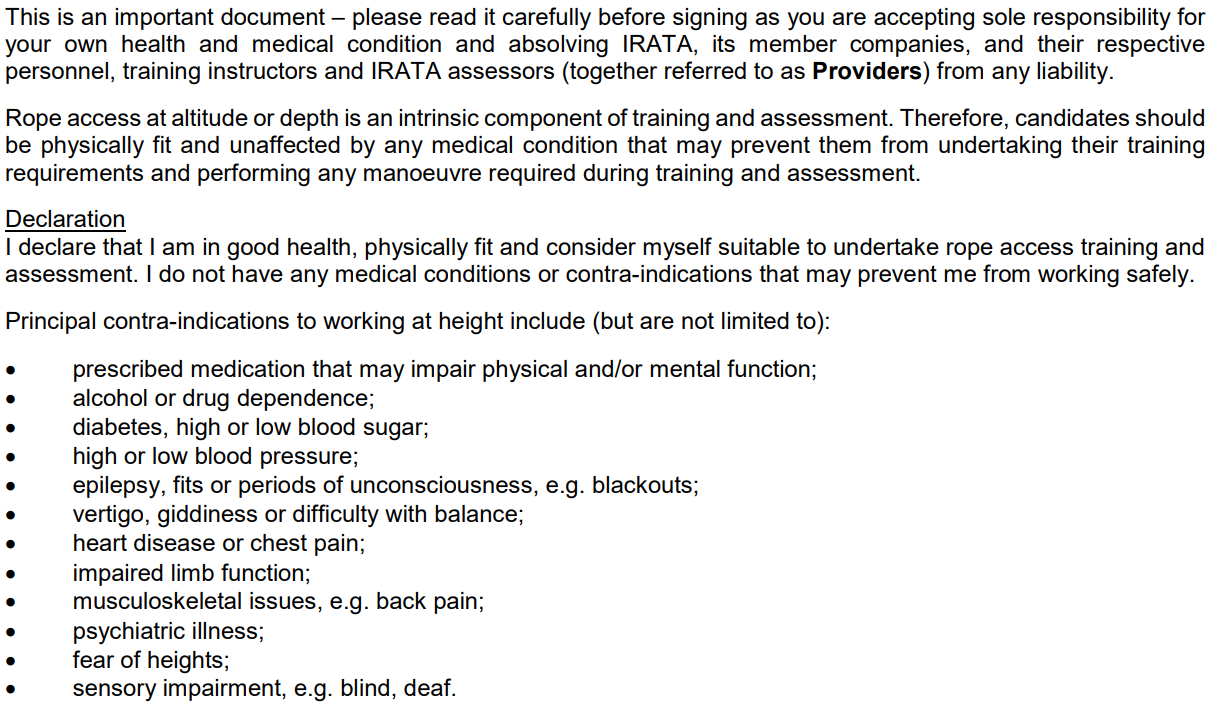 This is an important document – please read it carefully before signing as you are accepting sole responsibility for
your own health and medical condition and absolving IRATA, its member companies, and their respective
personnel, training instructors and IRATA assessors (together referred to as Providers) from any liability.
Rope access at altitude or depth is an intrinsic component of training and assessment. Therefore, candidates should
be physically fit and unaffected by any medical condition that may prevent them from undertaking their training
requirements and performing any manoeuvre required during training and assessment.
Declaration
I declare that I am in good health, physically fit and consider myself suitable to undertake rope access training and
assessment. I do not have any medical conditions or contra-indications that may prevent me from working safely.
Principal contra-indications to working at height include (but are not limited to):
• prescribed medication that may impair physical and/or mental function;
• alcohol or drug dependence;
• diabetes, high or low blood sugar;
• high or low blood pressure;
• epilepsy, fits or periods of unconsciousness, e.g. blackouts;
• vertigo, giddiness or difficulty with balance;
• heart disease or chest pain;
• impaired limb function;
• musculoskeletal issues, e.g. back pain;
• psychiatric illness;
• fear of heights;
• sensory impairment, e.g. blind, deaf.